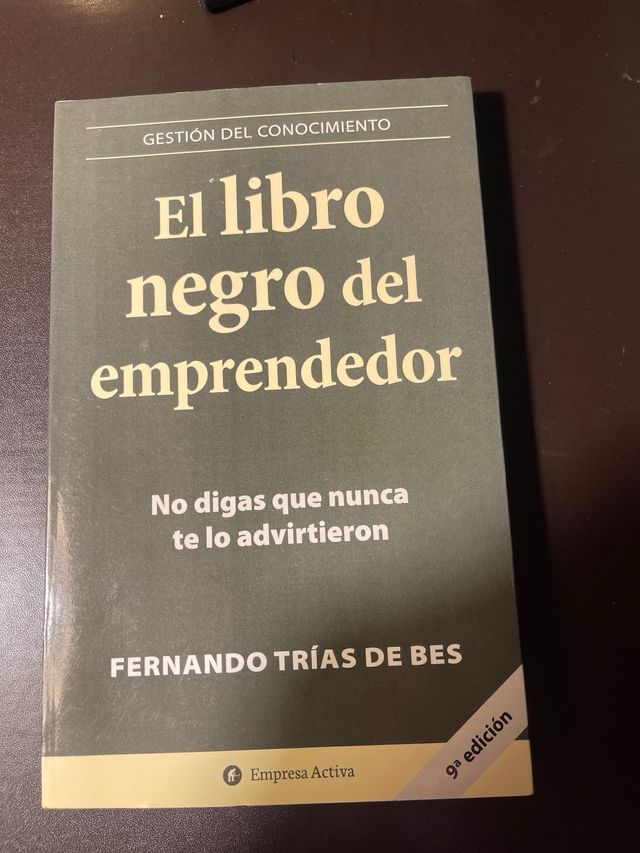 GESTIÓN DEL CONOCIMIENTO
El libro
negro del
emprendedor
No digas que nunca
te lo advirtieron
FERNANDO TRÍAS DE BES
9ª edición
Empresa Activa